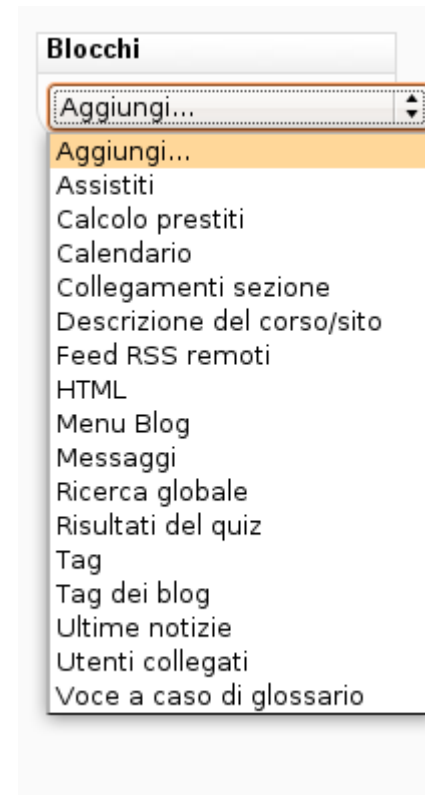 Blocchi
Aggiungi...
Aggiungi...
Assistiti
Calcolo prestiti
Calendario
Collegamenti sezione
Descrizione del corso/sito
Feed RSS remoti
HTML
Menu Blog
Messaggi
Ricerca globale
Risultati del quiz
Tag
Tag dei blog
Ultime notizie
Utenti collegati
Voce a caso di glossario